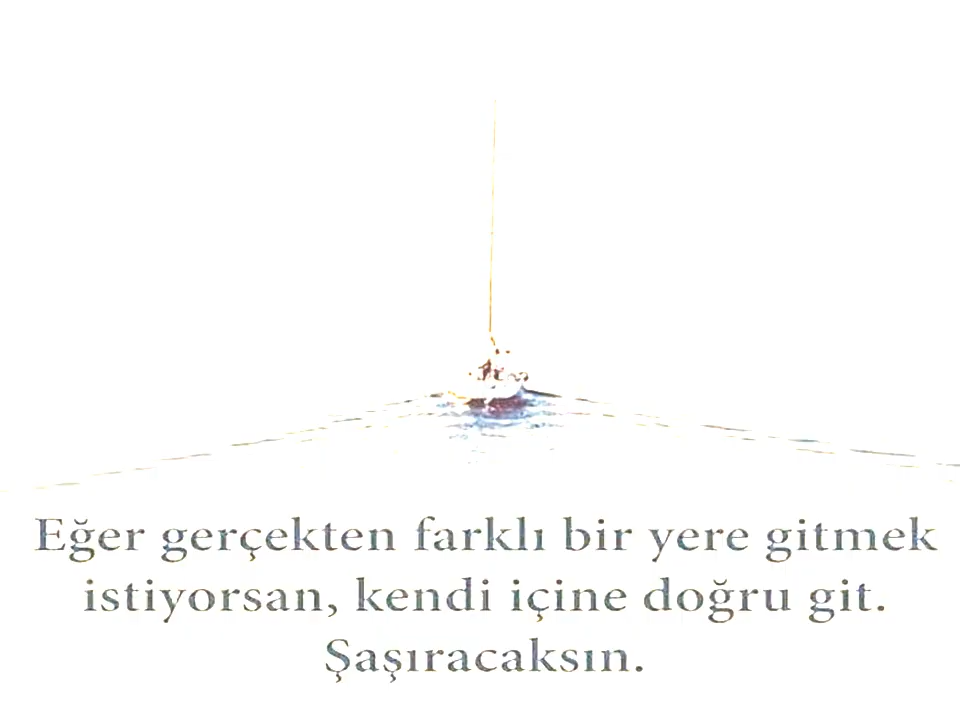 Eğer gerçekten farklı bir yere gitmek
istiyorsan, kendi içine doğru git.
Şaşıracaksın.